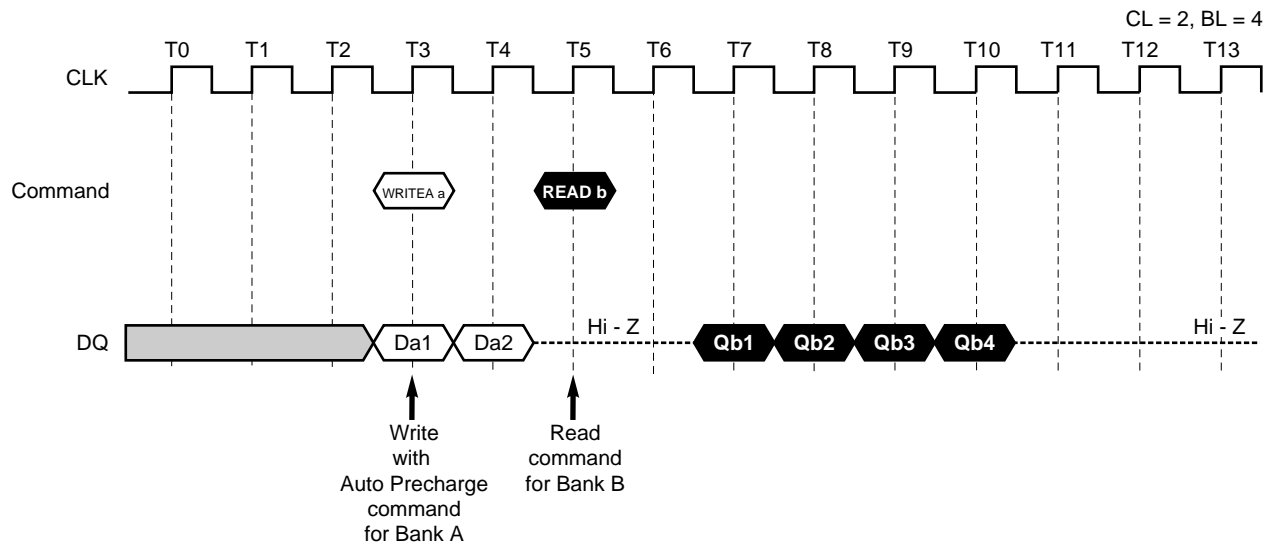 CL = 2, BL = 4
T0 T1 T2 T3 T4 T5 T6 T7 T8 T9 T10 T11 T12 T13
CLK
Command WRITEA a READ b
Hi - Z Hi - Z
DQ Da1 Da2 Qb1 Qb2 Qb3 Qb4
Write Read
with command
Auto Precharge for Bank B
command
for Bank A